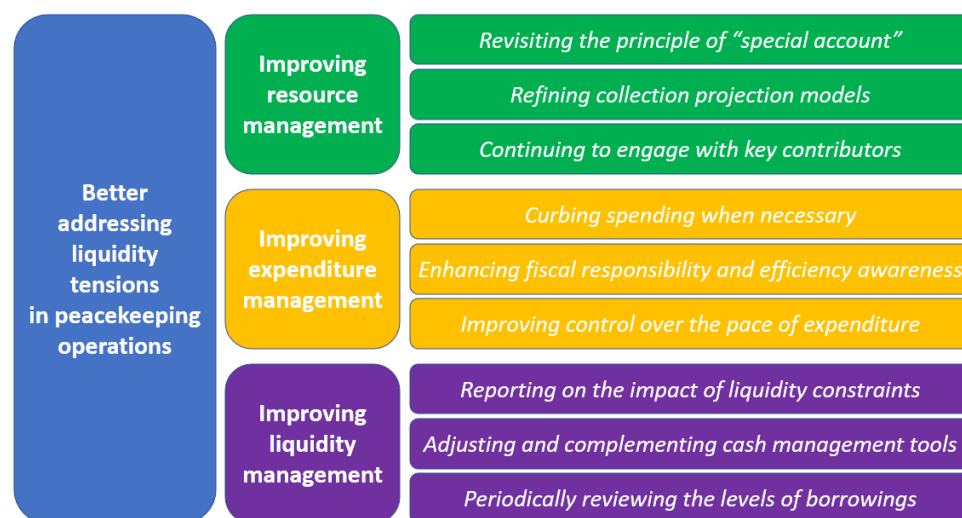 Better
addressing
liquidity
tensions
in peacekeeping
operations
Improving
resource
management
Revisiting the principle of “special account”
Refining collection projection models
Continuing to engage with key contributors
Improving
expenditure
management
Curbing spending when necessary
Enhancing fiscal responsibility and efficiency awareness
Improving control over the pace of expenditure
Improving
liquidity
management
Reporting on the impact of liquidity constraints
Adjusting and complementing cash management tools
Periodically reviewing the levels of borrowings